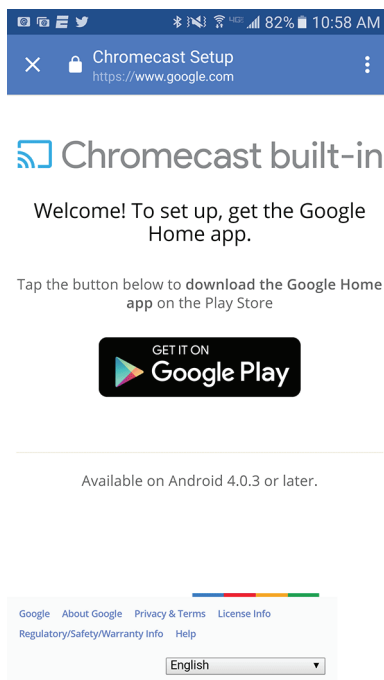 4G LTE 82% 10:58 AM
Chromecast Setup
https://www.google.com
Chromecast built-in
Welcome! To set up, get the Google
Home app.
Tap the button below to download the Google Home
app on the Play Store
GET IT ON
Google Play
Available on Android 4.0.3 or later.
Google About Google Privacy & Terms License Info
Regulatory/Safety/Warranty Info Help
English